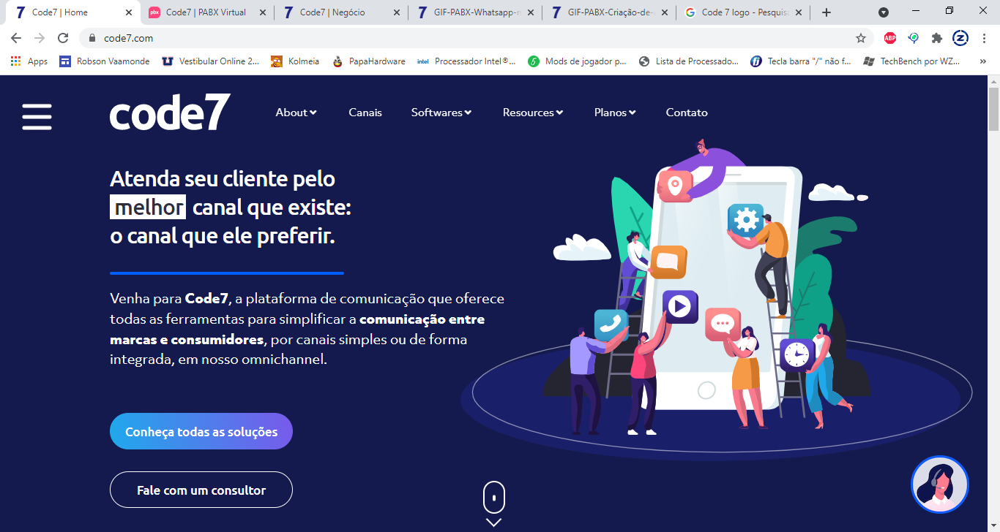 Code7 | Home
Code7 | PABX Virtual
Code7 | Negócio
GIF-PABX-Whatsapp-n
GIF-PABX-Criação-de-
Code 7 logo - Pesquisa
code7.com
ABP
Apps
Robson Vaamonde
Vestibular Online 2...
Kolmeia
PapaHardware
intel
Processador Intel®...
Mods de jogador p...
Lista de Processado...
Tecla barra "/" não f...
TechBench por WZ...
code7
About
Canais
Softwares
Resources
Planos
Contato
Atenda seu cliente pelo
melhor canal que existe:
o canal que ele preferir.
Venha para Code7, a plataforma de comunicação que oferece
todas as ferramentas para simplificar a comunicação entre
marcas e consumidores, por canais simples ou de forma
integrada, em nosso omnichannel.
Conheça todas as soluções
Fale com um consultor